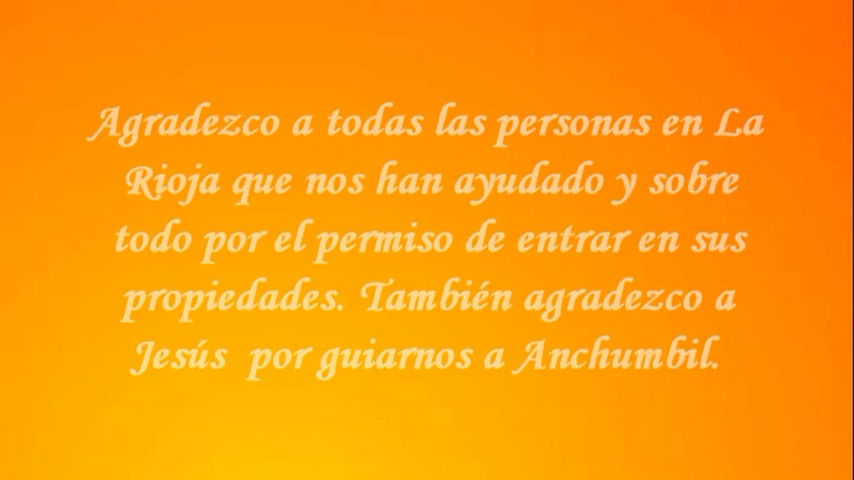 Agradezco a todas las personas en La
Rioja que nos han ayudado y sobre
todo por el permiso de entrar en sus
propiedades. También agradezco a
Jesús por guiarnos a Anchumbil.